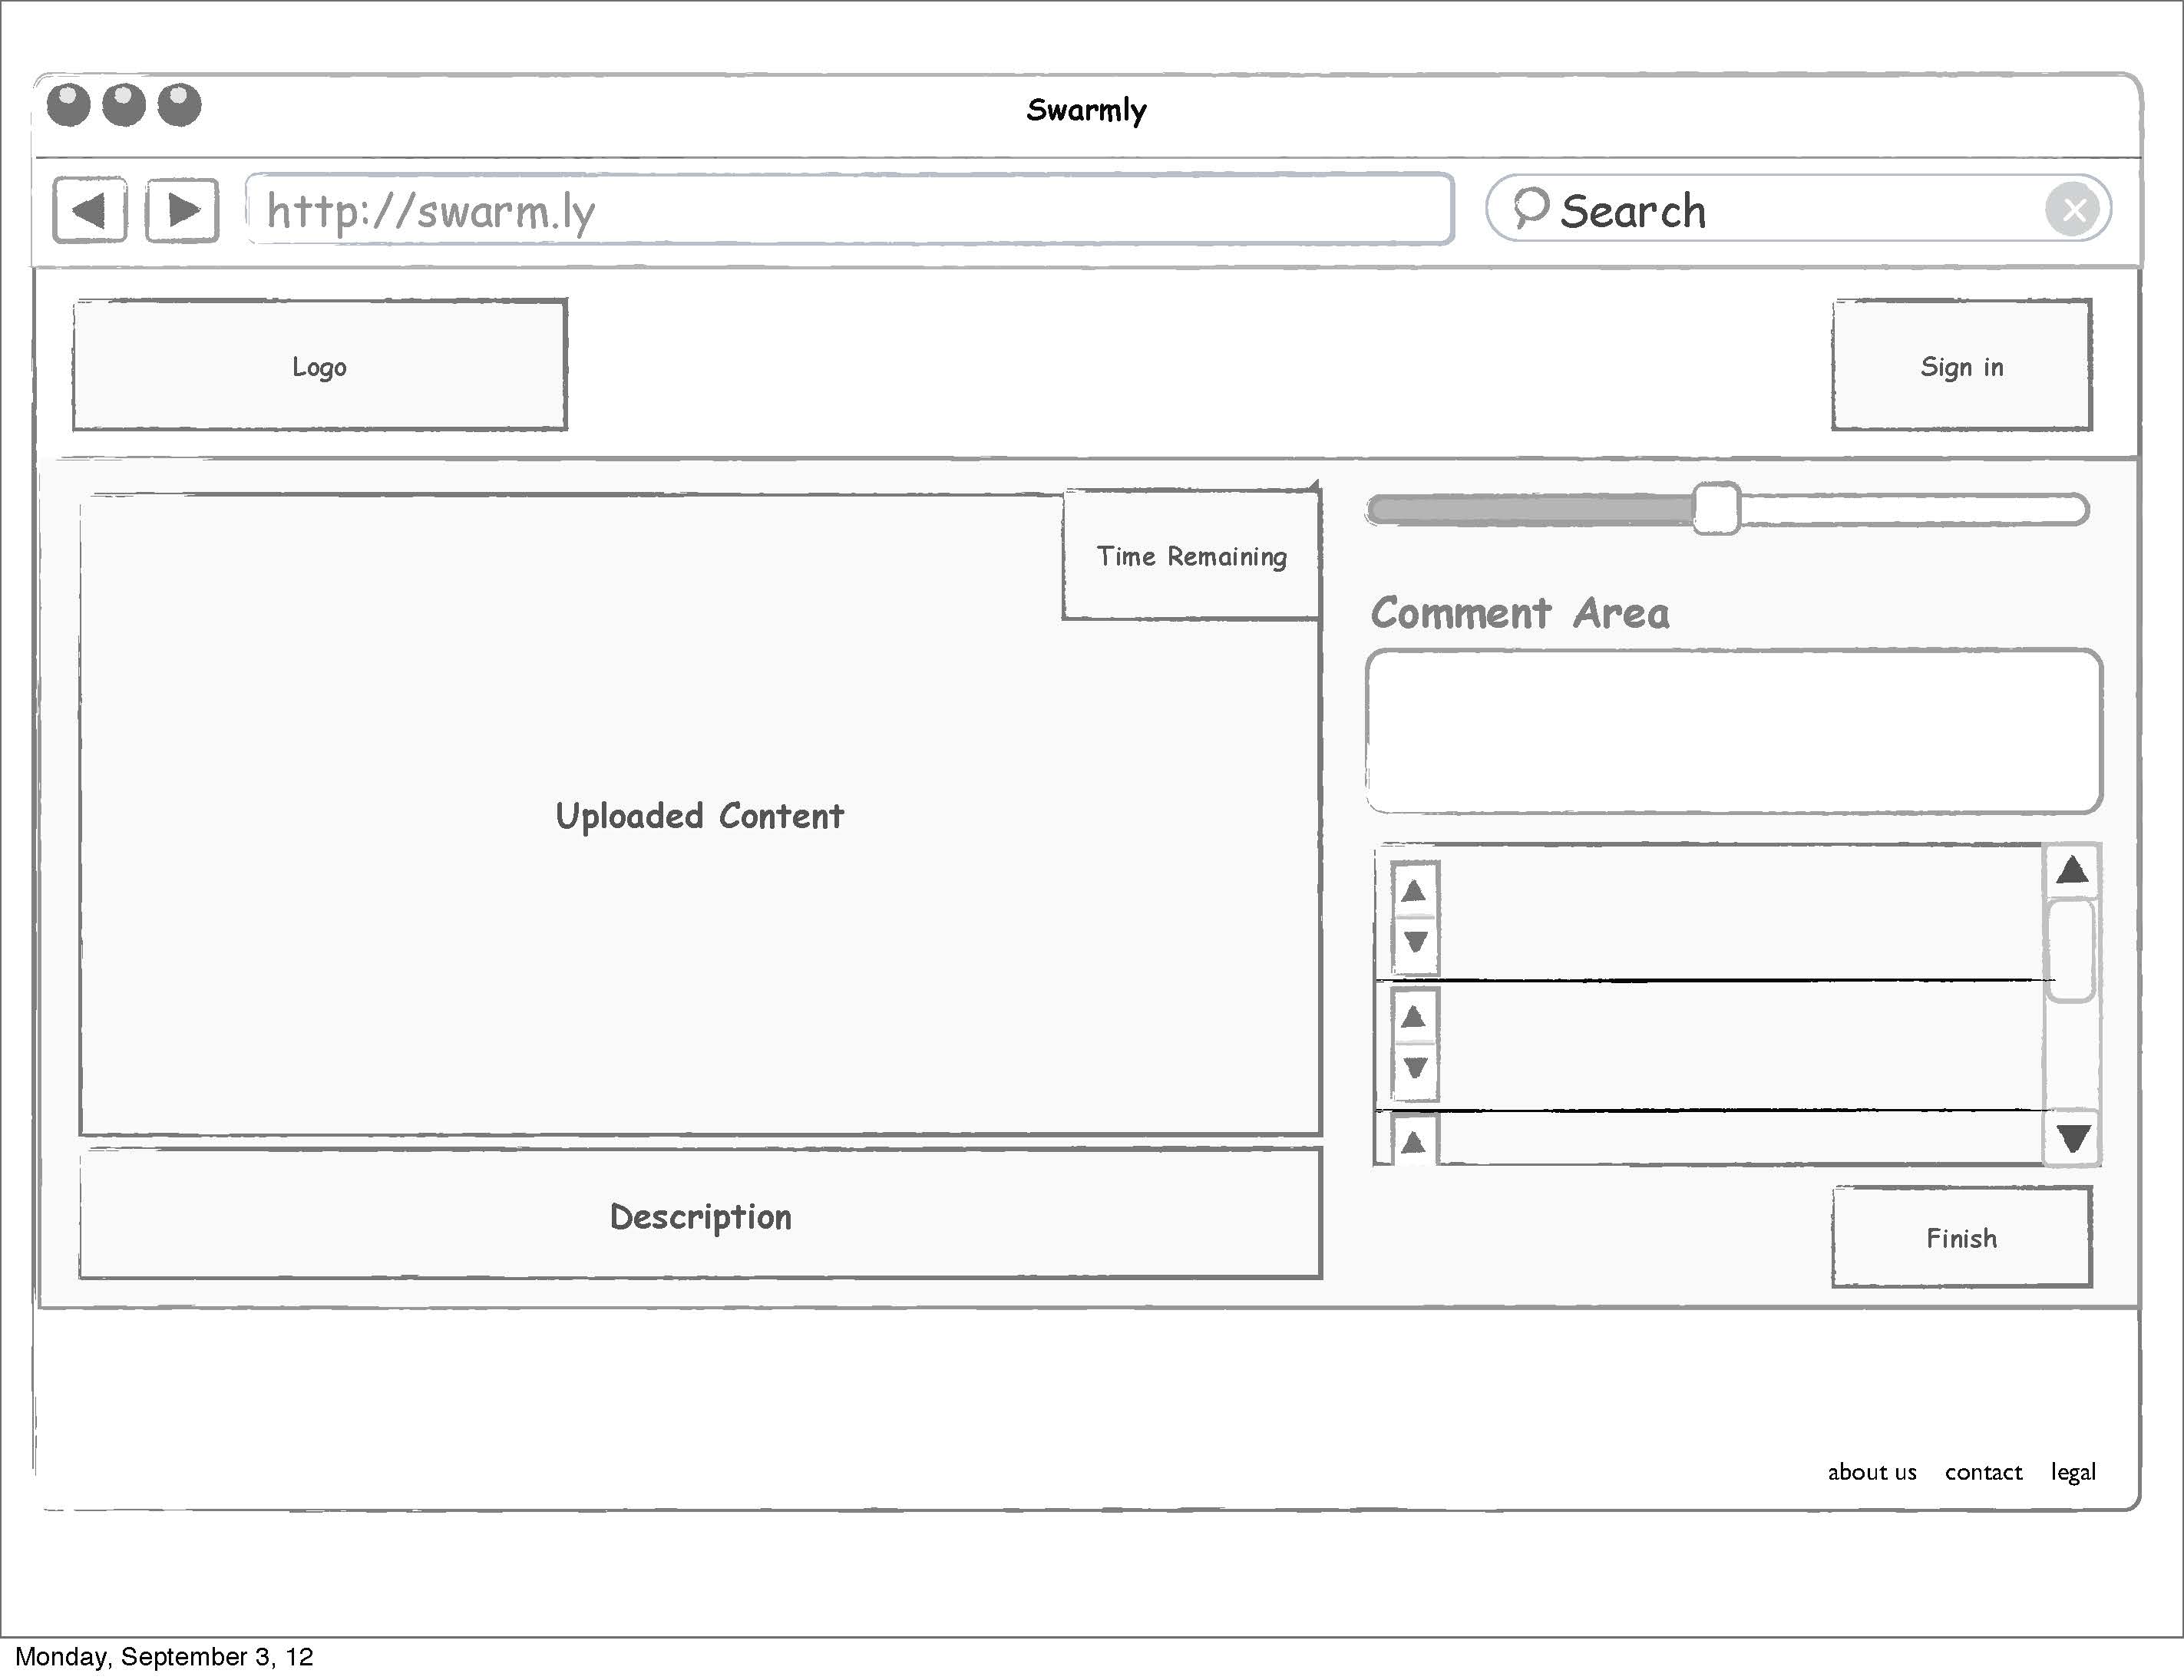 Swarmly
http://swarm.ly
Search
Logo
Sign in
Time Remaining
Uploaded Content
Comment Area
Description
Finish
about us contact legal
Monday, September 3, 12